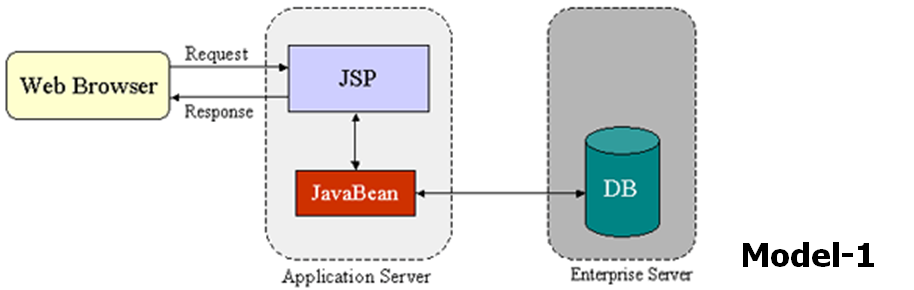 Request
Web Browser
Response
JSP
JavaBean
Application Server
DB
Enterprise Server
Model-1